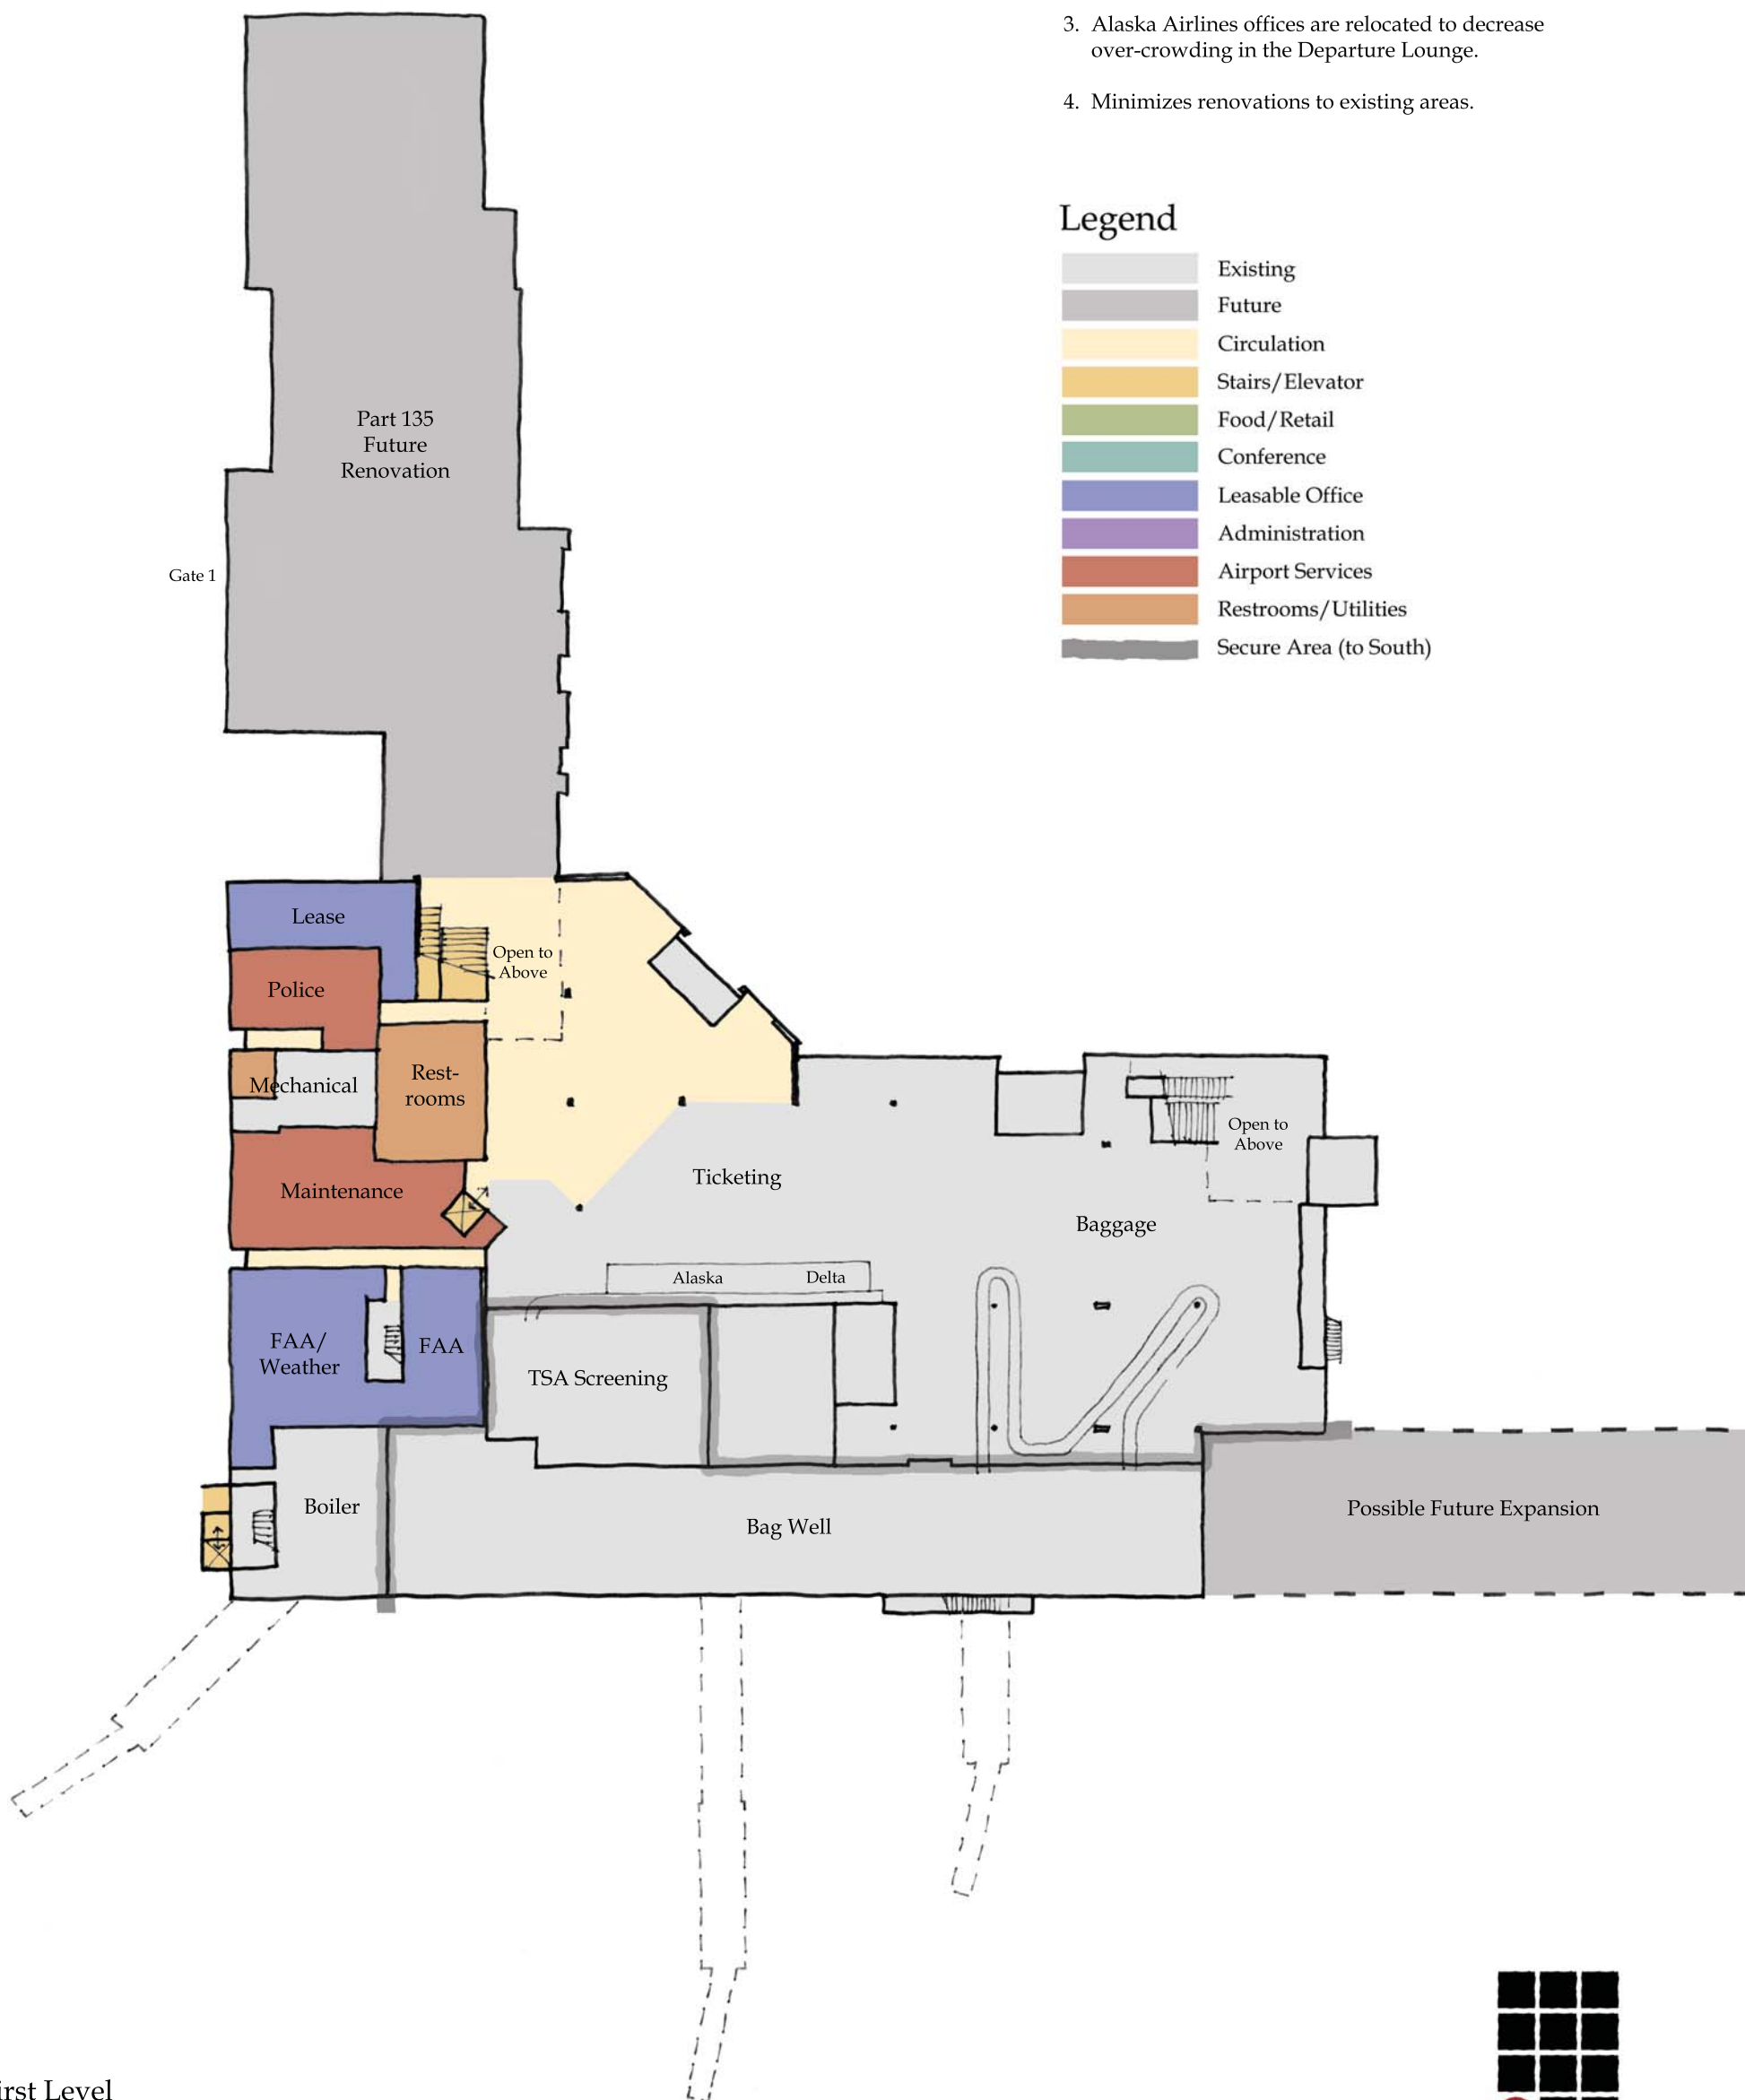 3. Alaska Airlines offices are relocated to decrease
over-crowding in the Departure Lounge.
4. Minimizes renovations to existing areas.
Legend
Existing
Future
Circulation
Stairs/Elevator
Food/Retail
Conference
Leasable Office
Administration
Airport Services
Restrooms/Utilities
Secure Area (to South)
Part 135
Future
Renovation
Gate 1
Lease
Open to
Above
Police
Rest-
rooms
Mechanical
Maintenance
Ticketing
Open to
Above
Baggage
Alaska
Delta
FAA/
Weather
FAA
TSA Screening
Boiler
Bag Well
Possible Future Expansion
irst Level